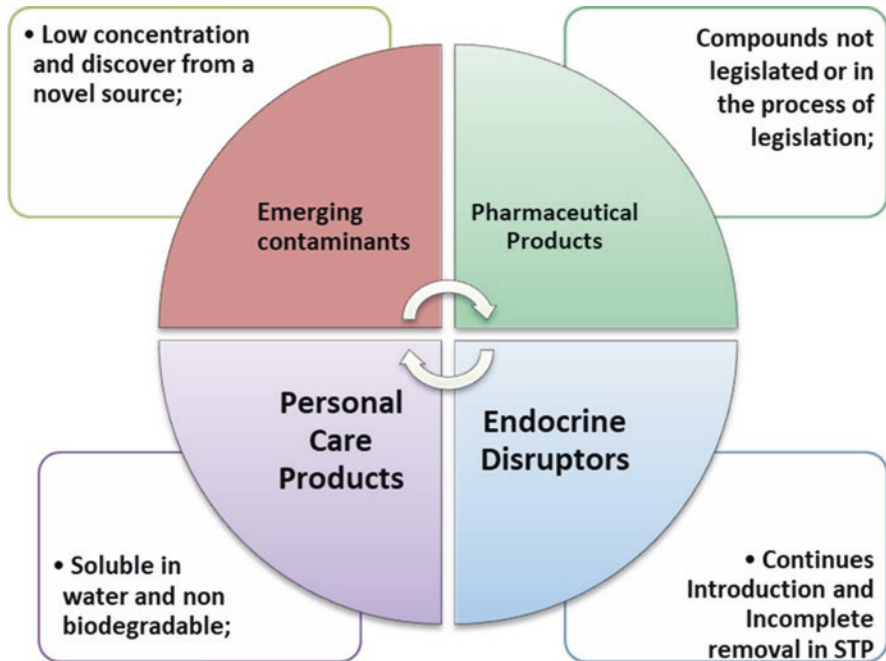 • Low concentration
and discover from a
novel source;
Compounds not
legislated or in
the process of
legislation;
Emerging
contaminants
Pharmaceutical
Products
Personal
Care
Products
Endocrine
Disruptors
• Soluble in
water and non
biodegradable;
• Continues
Introduction and
Incomplete
removal in STP